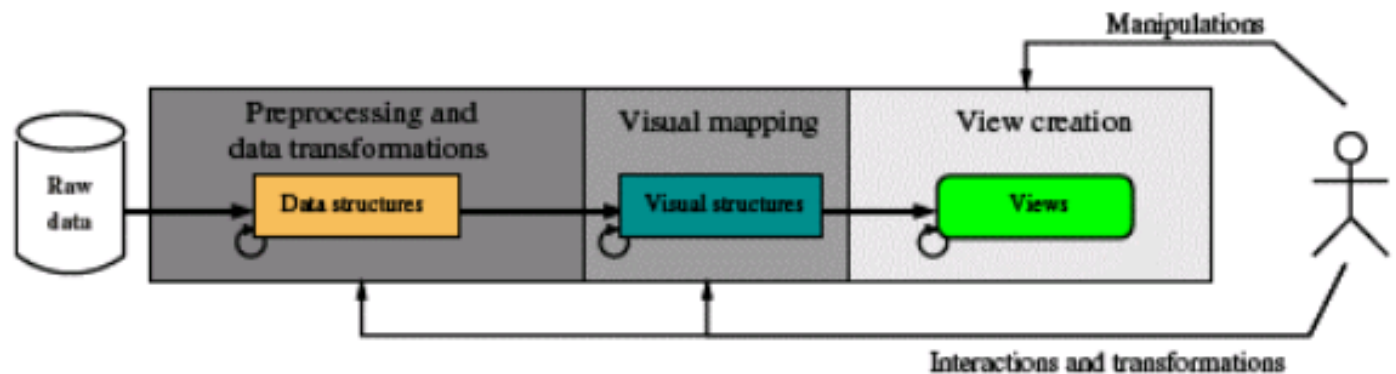 Manipulations
Preprocessing and
data transformations
Visual mapping
View creation
Raw
data
Data structures
Visual structures
Views
Interactions and transformations